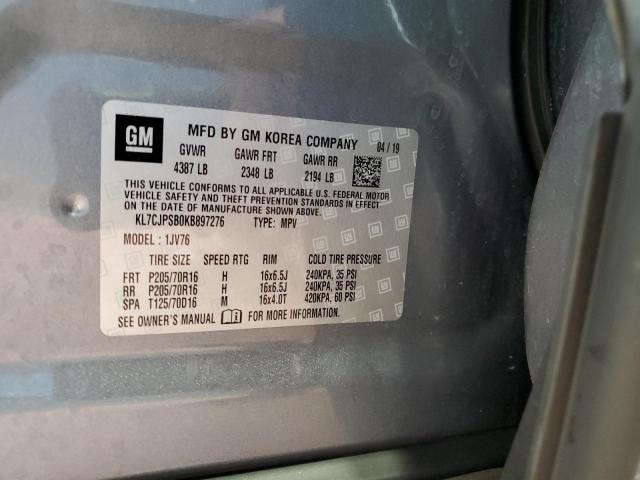 GM
MFD BY GM KOREA COMPANY 04 / 19
GVWR GAWR FRT GAWR RR
4387 LB 2348 LB 2194 LB
THIS VEHICLE CONFORMS TO ALL APPLICABLE U.S. FEDERAL MOTOR
VEHICLE SAFETY, BUMPER, AND THEFT PREVENTION STANDARDS IN EFFECT
ON THE DATE OF MANUFACTURE SHOWN ABOVE.
KL7CJPSB0KB897276 TYPE: MPV
MODEL : 1JV76
TIRE SIZE SPEED RTG RIM COLD TIRE PRESSURE
FRT P205/70R16 H 16x6.5J 240KPA, 35 PSI
RR P205/70R16 H 16x6.5J 240KPA, 35 PSI
SPA T125/70D16 M 16x4.0T 420KPA, 60 PSI
SEE OWNER'S MANUAL FOR MORE INFORMATION.